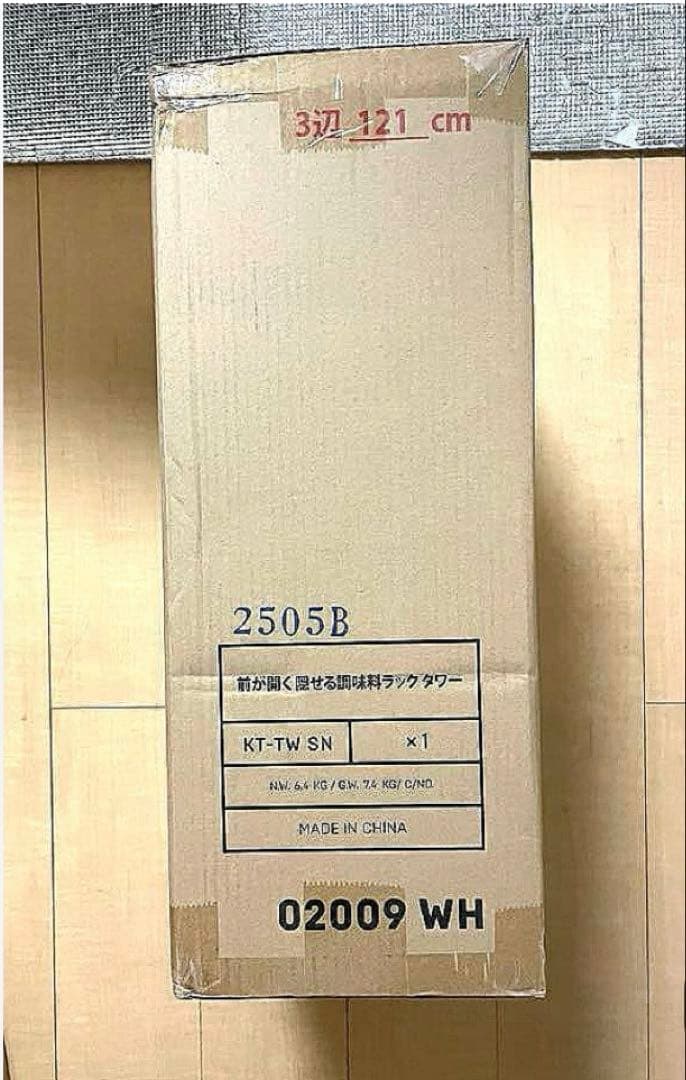 3辺 121 cm
2505B
前が開く隠せる調味料ラック タワー
KT-TW SN
×1
N.W. 6.4 KG / G.W. 7.4 KG/ C/NO.
MADE IN CHINA
02009 WH